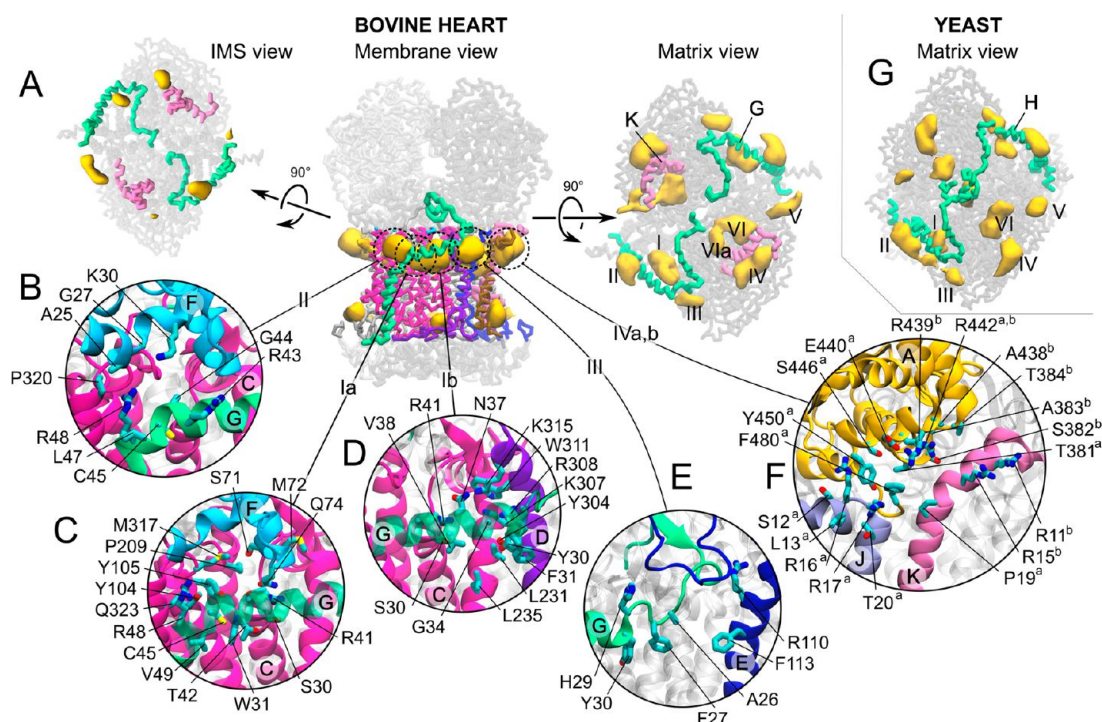 BOVINE HEART
YEAST
IMS view
Membrane view
Matrix view
Matrix view
A
G
90°
90°
K
G
H
V
VI
I
VIa
II
IV
III
I
VI
V
II
IV
III
B
K30
G27
A25
F
G44
R43
P320
C
G
R48
L47
C45
II
Ia
Ib
III
IVa,b
C
S71
M72
Q74
F
M317
P209
Y105
Y104
Q323
R48
C45
V49
T42
W31
S30
R41
G
C
D
V38
R41
N37
K315
W311
R308
K307
Y304
G
D
Y30
F31
L231
L235
S30
G34
C
E
G
E
H29
Y30
F27
A26
F113
R110
F
R439ᵇ
R442ᵃ,ᵇ
E440ᵃ
S446ᵃ
A
A438ᵇ
T384ᵇ
Y450ᵃ
F480ᵃ
A383ᵇ
S382ᵇ
T381ᵃ
S12ᵃ
L13ᵃ
R16ᵃ
R17ᵃ
T20ᵃ
J
K
R11ᵇ
R15ᵇ
P19ᵃ